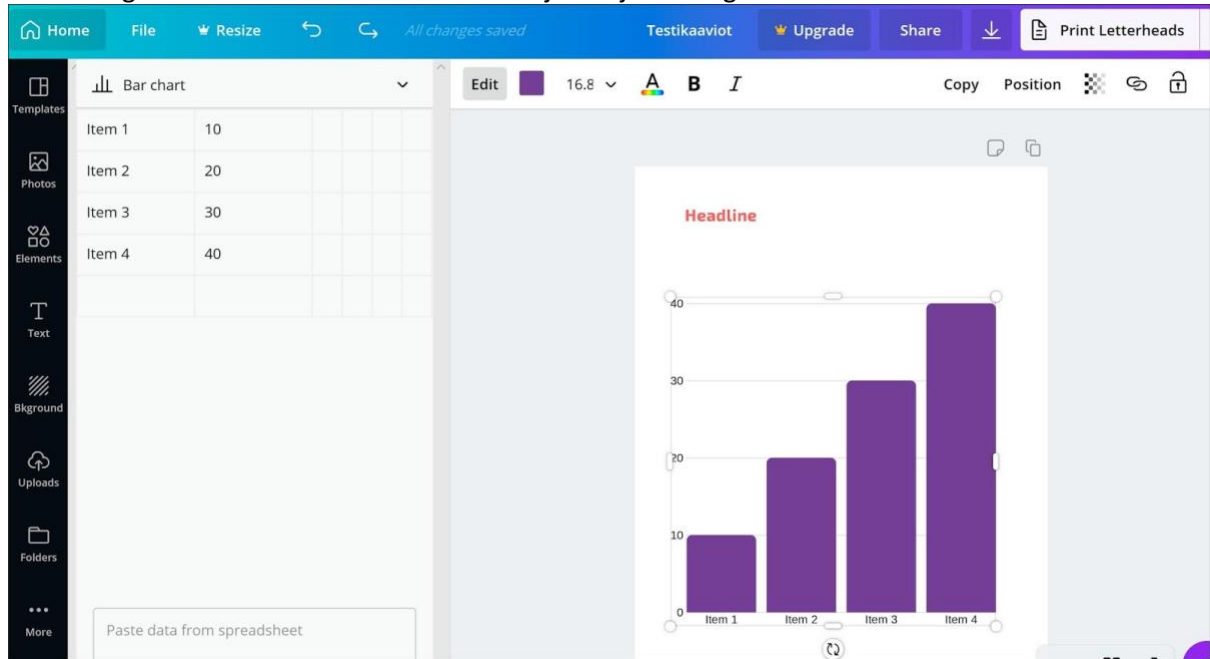 Home File Resize All changes saved Testikaaviot Upgrade Share Print Letterheads
Templates
Photos
Elements
Text
Bkground
Uploads
Folders
More
Bar chart
Item 1 10
Item 2 20
Item 3 30
Item 4 40
Paste data from spreadsheet
Edit 16.8 A B I Copy Position
Headline
40
30
20
10
0
Item 1 Item 2 Item 3 Item 4